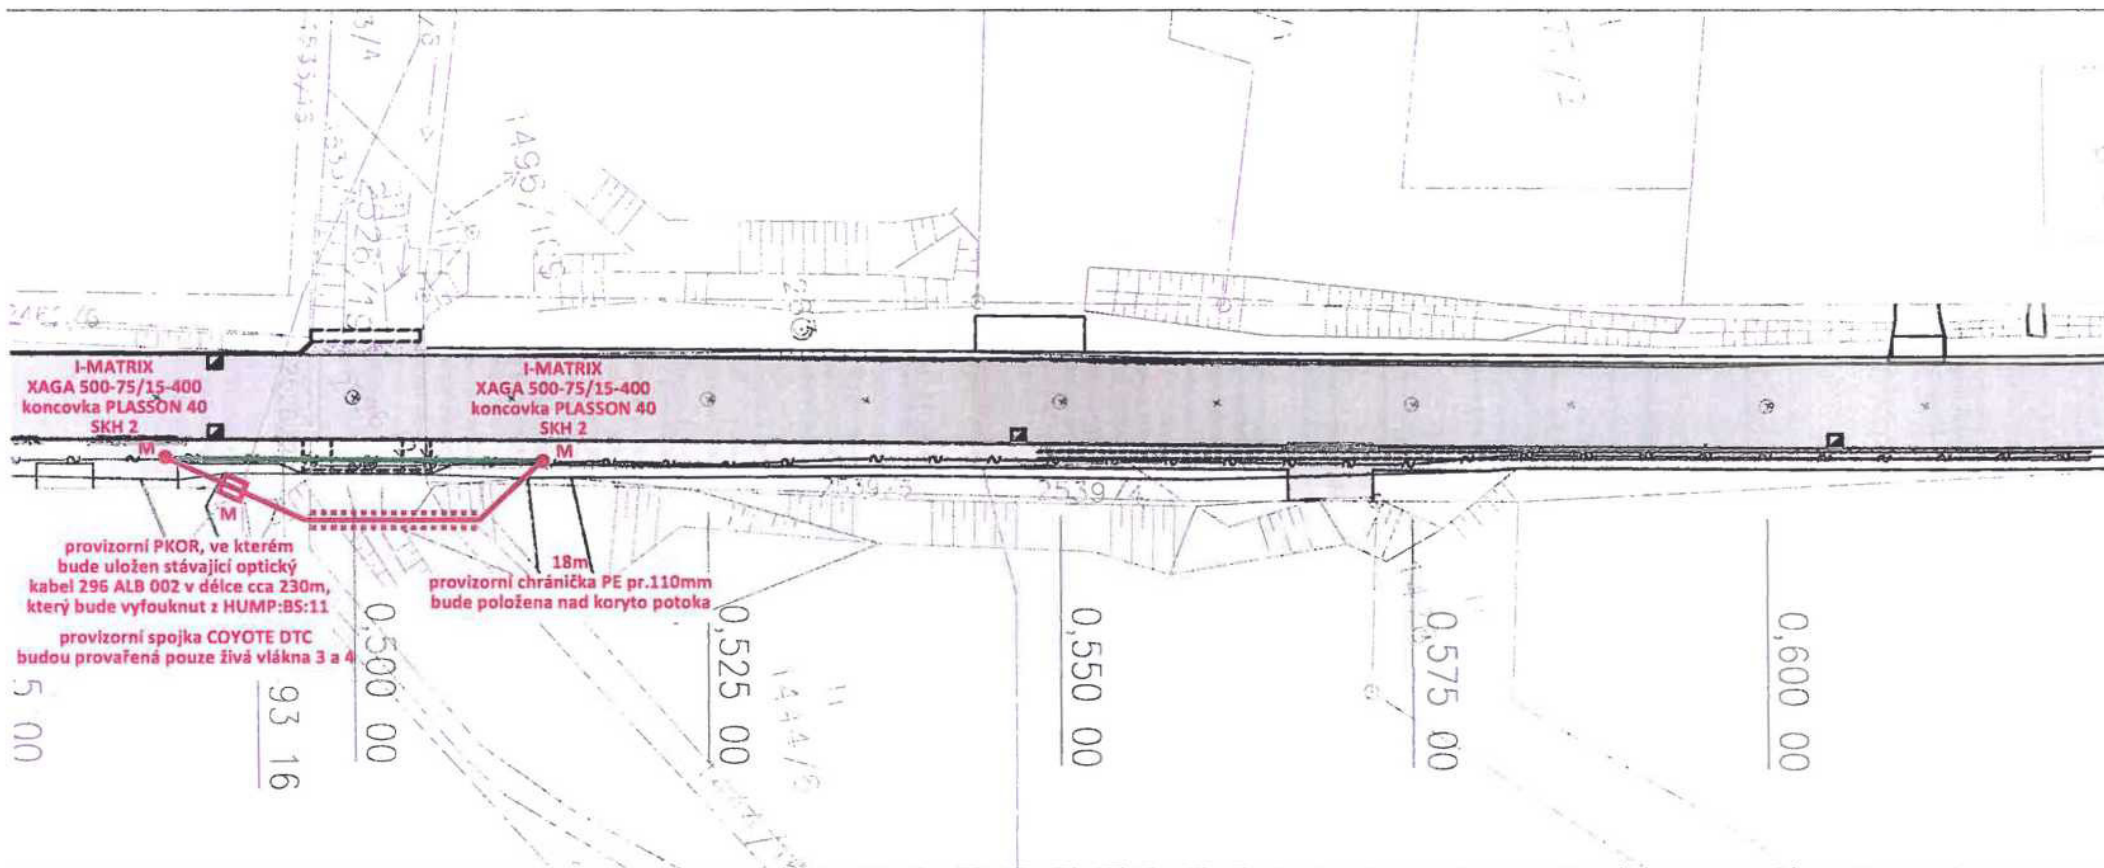 I-MATRIX
XAGA 500-75/15-400
koncovka PLASSON 40
SKH 2
M
I-MATRIX
XAGA 500-75/15-400
koncovka PLASSON 40
SKH 2
M
M
provizorní PKOR, ve kterém
bude uložen stávající optický
kabel 296 ALB 002 v délce cca 230m,
který bude vyfouknut z HUMP:BS:11
provizorní spojka COYOTE DTC
budou provařená pouze živá vlákna 3 a 4
18m
provizorní chránička PE pr.110mm
bude položena nad koryto potoka
2539/5
2539/4
5 00
93 16
0,500 00
0,525 00
0,550 00
0,575 00
0,600 00